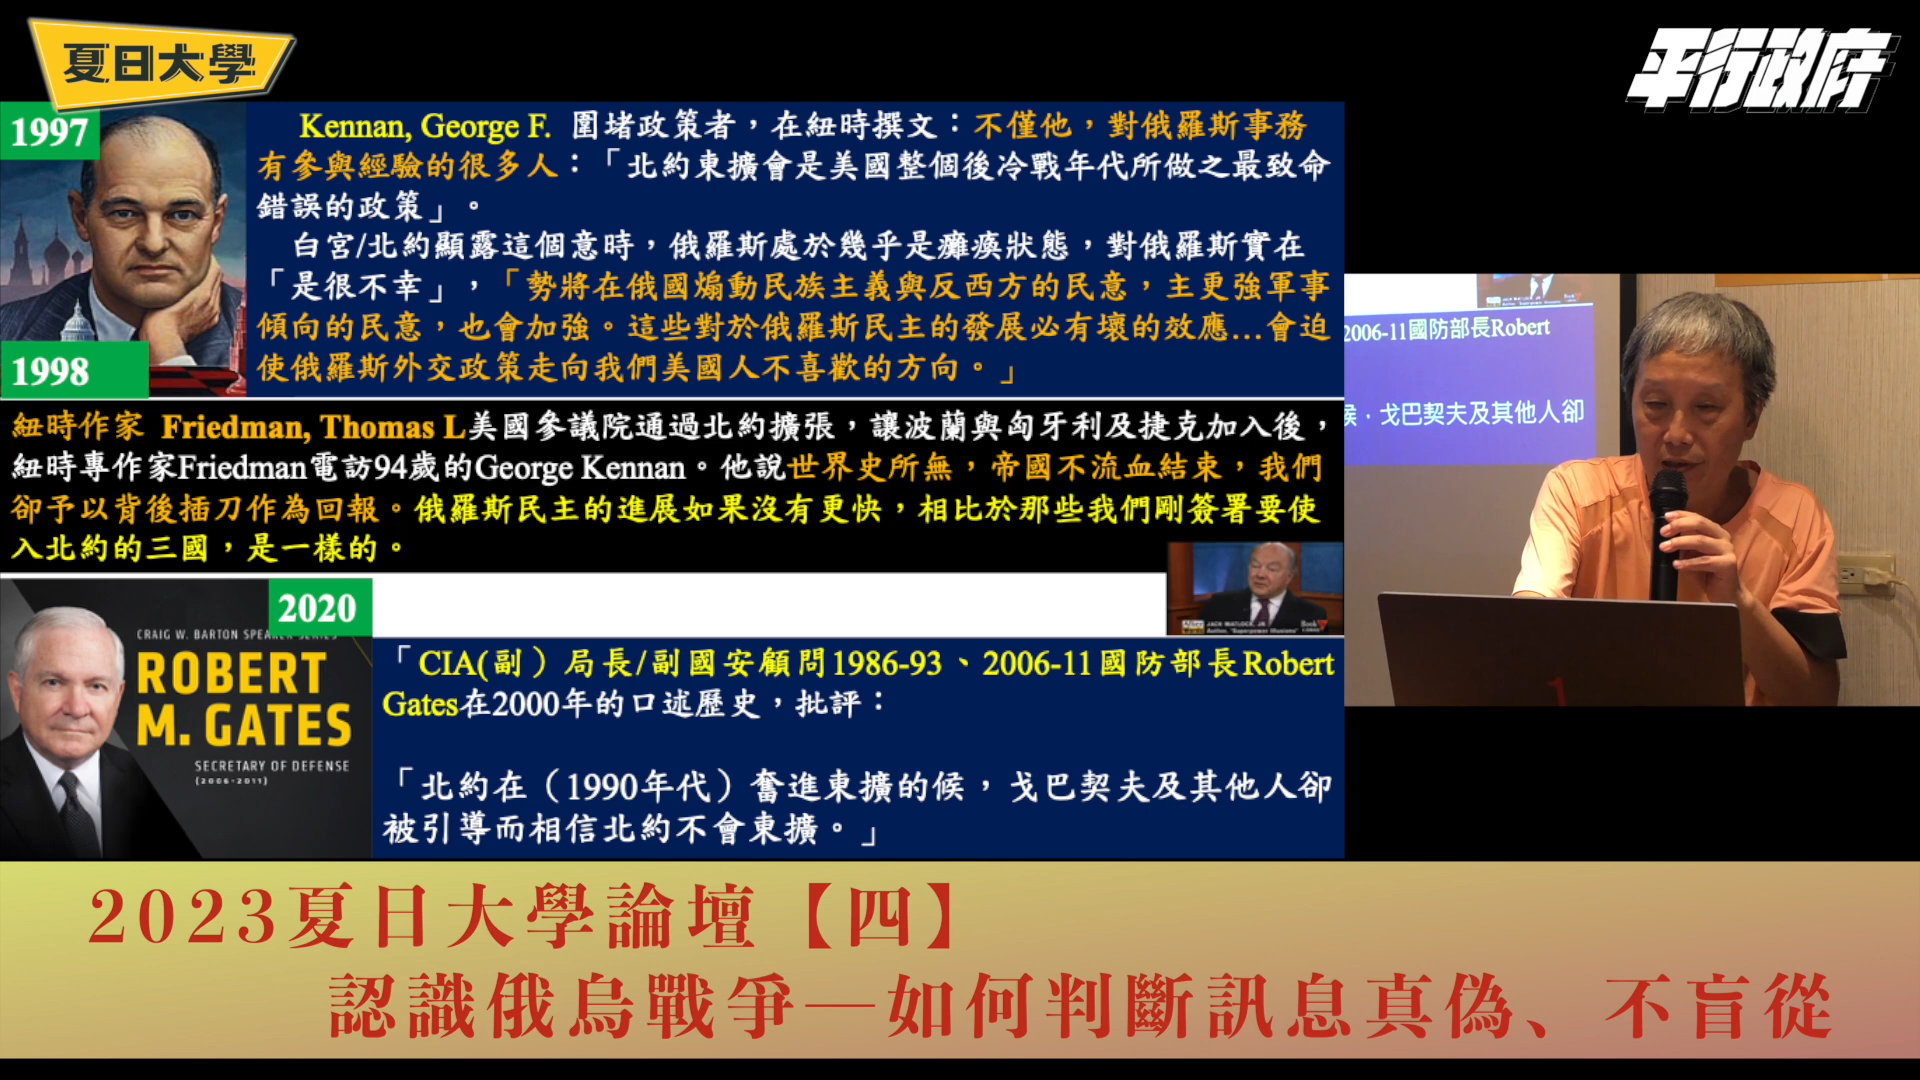 夏日大學
平行政府
1997
Kennan, George F. 圍堵政策者，在紐時撰文：不僅他，對俄羅斯事務
有參與經驗的很多人：「北約東擴會是美國整個後冷戰年代所做之最致命
錯誤的政策」。
白宮/北約顯露這個意時，俄羅斯處於幾乎是癱瘓狀態，對俄羅斯實在
「是很不幸」，「勢將在俄國煽動民族主義與反西方的民意，主更強軍事
傾向的民意，也會加強。這些對於俄羅斯民主的發展必有壞的效應...會迫
使俄羅斯外交政策走向我們美國人不喜歡的方向。」
1998
紐時作家 Friedman, Thomas L美國參議院通過北約擴張，讓波蘭與匈牙利及捷克加入後，
紐時專作家Friedman電訪94歲的George Kennan。他說世界史所無，帝國不流血結束，我們
卻予以背後插刀作為回報。俄羅斯民主的進展如果沒有更快，相比於那些我們剛簽署要使
入北約的三國，是一樣的。
JACK MATLOCK, JR
Author, "Superpower Illusions"
Book
2020
CRAIG W. BARTON SPEAKER SERIES
ROBERT
M. GATES
SECRETARY OF DEFENSE
(2006-2011)
「CIA(副）局長/副國安顧問1986-93、2006-11國防部長Robert
Gates在2000年的口述歷史，批評：
「北約在（1990年代）奮進東擴的候，戈巴契夫及其他人卻
被引導而相信北約不會東擴。」
2006-11國防部長Robert
候，戈巴契夫及其他人卻
2023夏日大學論壇【四】
認識俄烏戰爭—如何判斷訊息真偽、不盲從